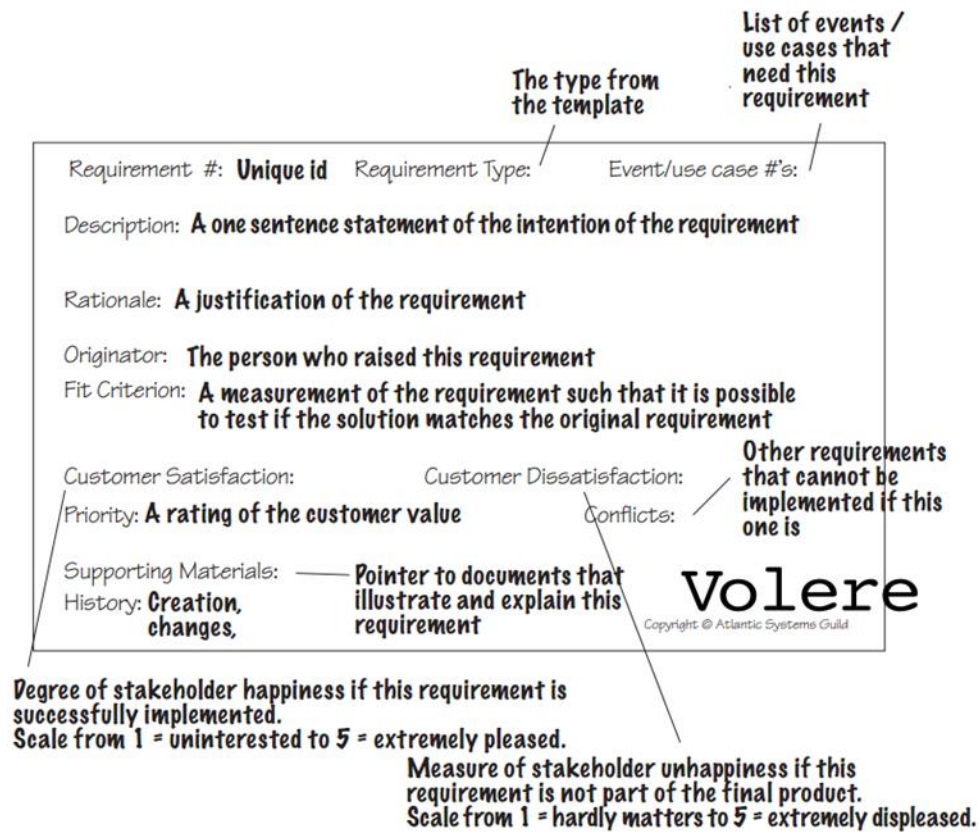 List of events /
use cases that
need this
requirement
The type from
the template
Requirement #: Unique id Requirement Type: Event/use case #'s:
Description: A one sentence statement of the intention of the requirement
Rationale: A justification of the requirement
Originator: The person who raised this requirement
Fit Criterion: A measurement of the requirement such that it is possible
to test if the solution matches the original requirement
Other requirements
that cannot be
implemented if this
one is
Customer Satisfaction: Customer Dissatisfaction:
Priority: A rating of the customer value Conflicts:
Supporting Materials: Pointer to documents that
illustrate and explain this
requirement
History: Creation,
changes,
Volere
Copyright © Atlantic Systems Guild
Degree of stakeholder happiness if this requirement is
successfully implemented.
Scale from 1 = uninterested to 5 = extremely pleased.
Measure of stakeholder unhappiness if this
requirement is not part of the final product.
Scale from 1 = hardly matters to 5 = extremely displeased.